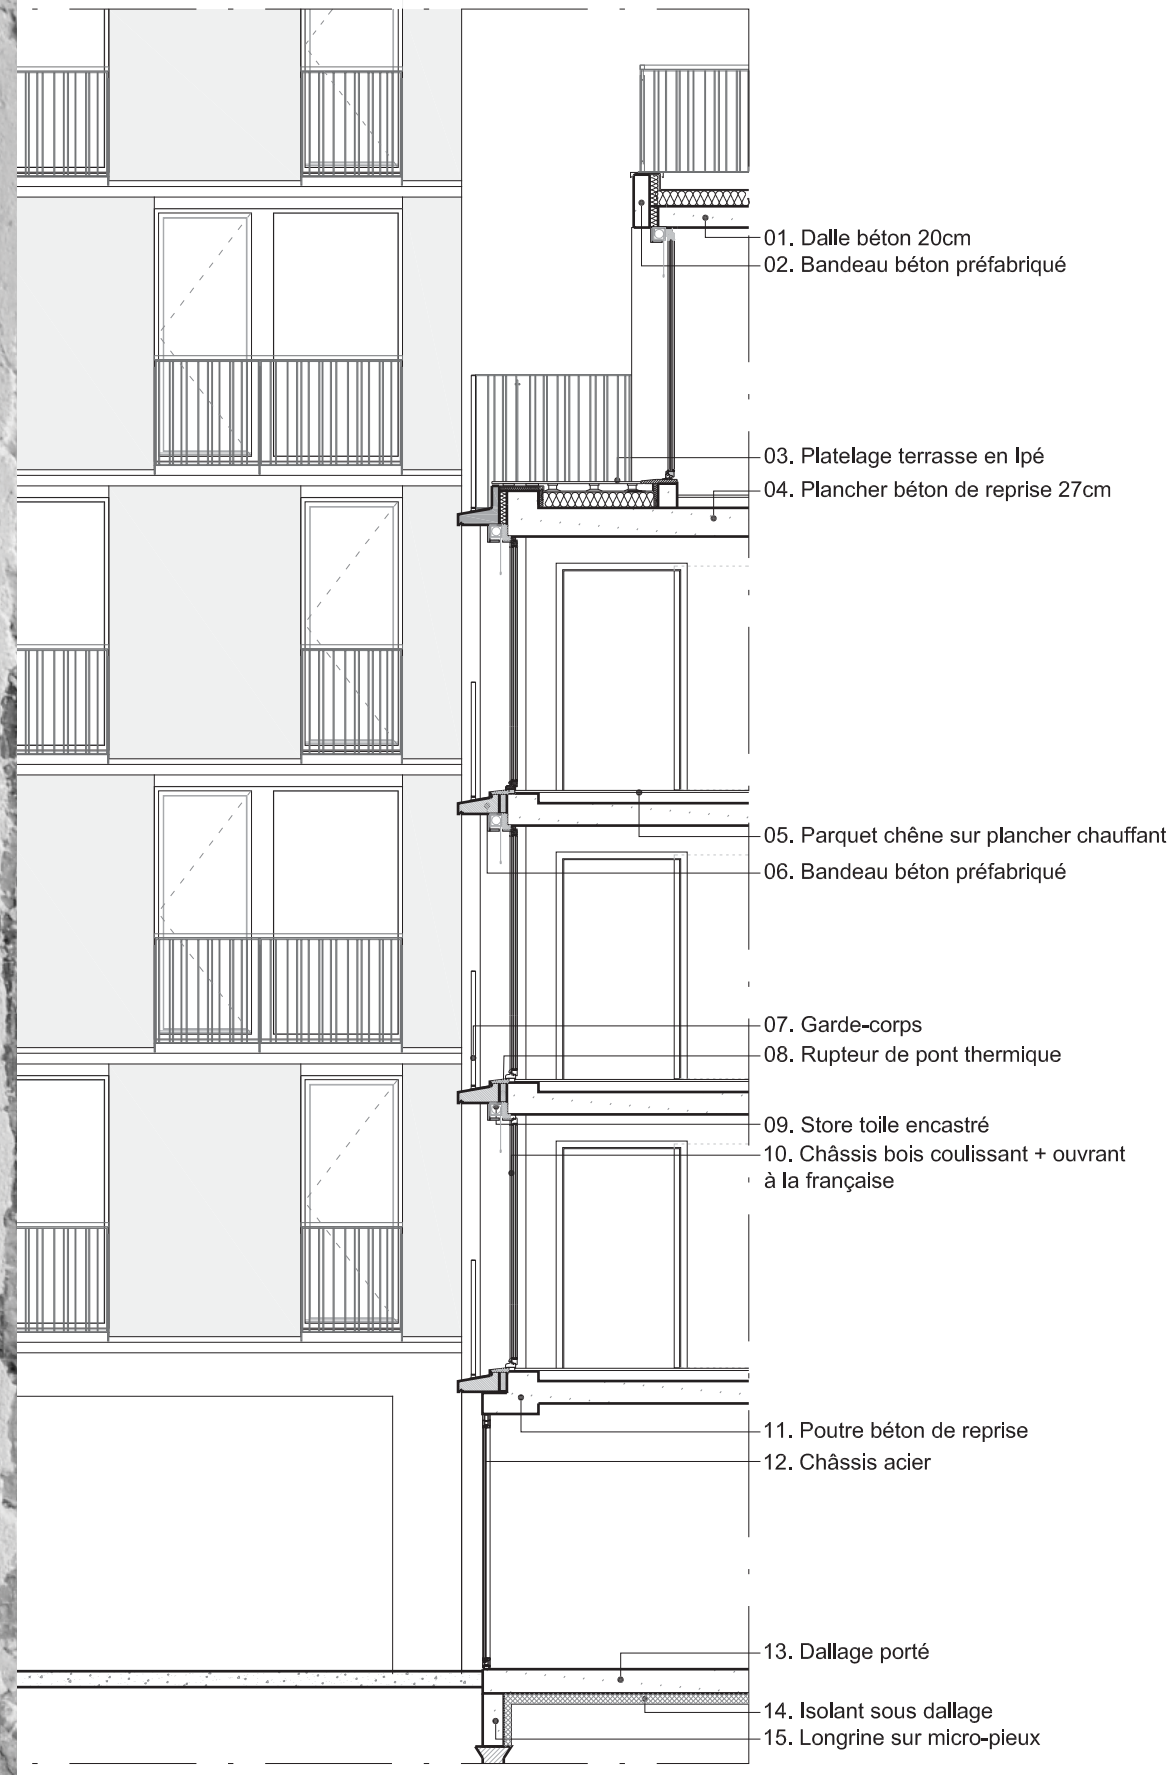 01. Dalle béton 20cm
02. Bandeau béton préfabriqué
03. Platelage terrasse en Ipé
04. Plancher béton de reprise 27cm
05. Parquet chêne sur plancher chauffant
06. Bandeau béton préfabriqué
07. Garde-corps
08. Rupteur de pont thermique
09. Store toile encastré
10. Châssis bois coulissant + ouvrant
à la française
11. Poutre béton de reprise
12. Châssis acier
13. Dallage porté
14. Isolant sous dallage
15. Longrine sur micro-pieux